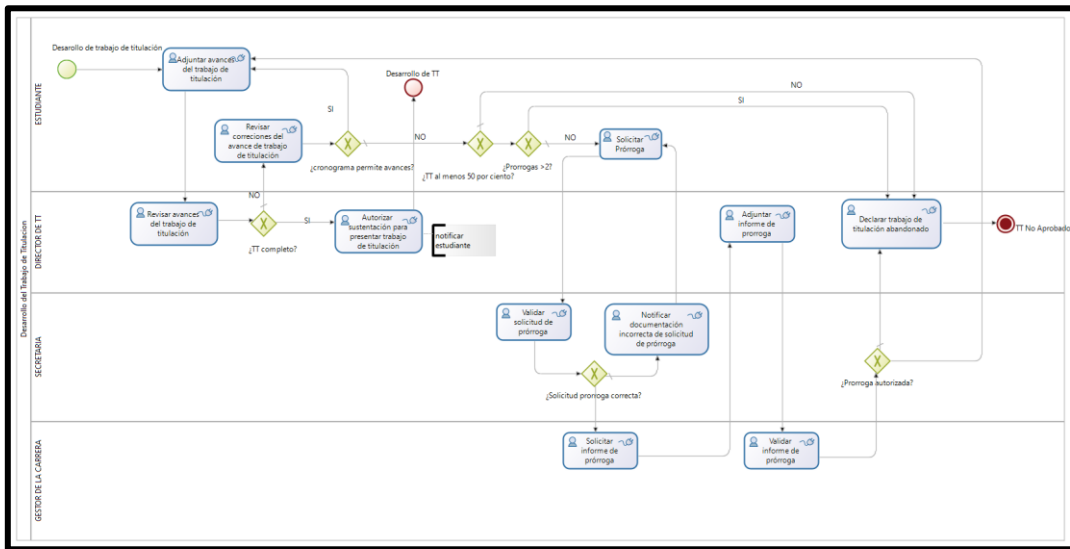 Desarrollo del Trabajo de Titulacion
ESTUDIANTE
Desarollo de trabajo de titulación
Adjuntar avances
del trabajo de
titulación
Desarrollo de TT
Revisar
correciones del
avance de trabajo
de titulación
SI
¿cronograma permite avances?
NO
¿TT al menos 50 por ciento?
NO
SI
¿Prorrogas >2?
NO
Solicitar
Prórroga
DIRECTOR DE TT
Revisar avances
del trabajo de
titulación
NO
¿TT completo?
SI
Autorizar
sustentación para
presentar trabajo
de titulación
notificar
estudiante
Adjuntar
informe de
prorroga
Declarar trabajo de
titulación abandonado
TT No Aprobado
SECRETARIA
Validar
solicitud de
prórroga
Notificar
documentación
incorrecta de solicitud
de prórroga
¿Solicitud prorroga correcta?
¿Prorroga autorizada?
GESTOR DE LA CARRERA
Solicitar
informe de
prórroga
Validar
informe de
prórroga